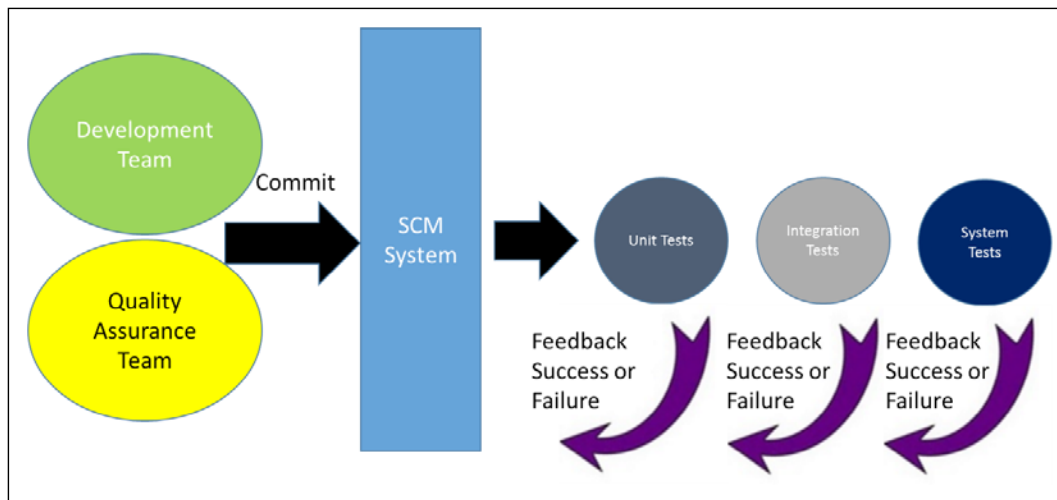 Development
Team
Commit
Quality
Assurance
Team
SCM
System
Unit Tests
Integration
Tests
System
Tests
Feedback
Success or
Failure
Feedback
Success or
Failure
Feedback
Success or
Failure